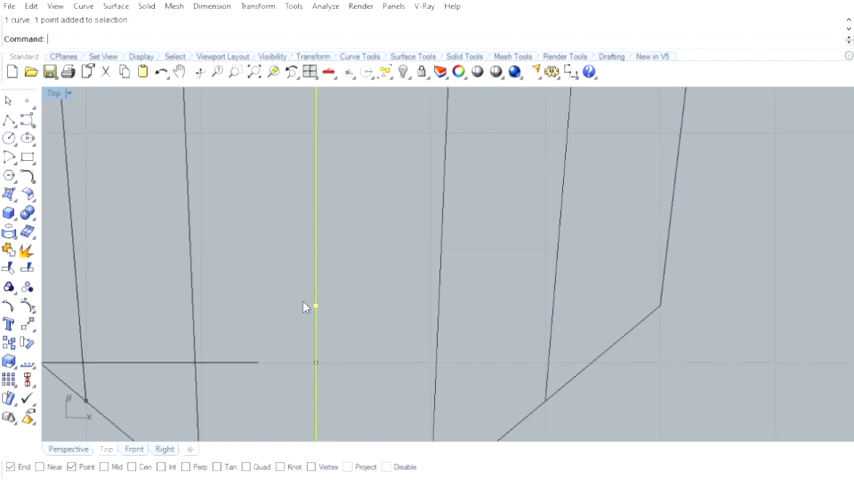 File Edit View Curve Surface Solid Mesh Dimension Transform Tools Analyze Render Panels V-Ray Help
1 curve 1 point added to selection
Command:
Standard CPlanes Set View Display Select Viewport Layout Visibility Transform Curve Tools Surface Tools Solid Tools Mesh Tools Render Tools Drafting New in V5
Top
y
x
Perspective Top Front Right
End Near Point Mid Cen Int Perp Tan Quad Knot Vertex Project Disable